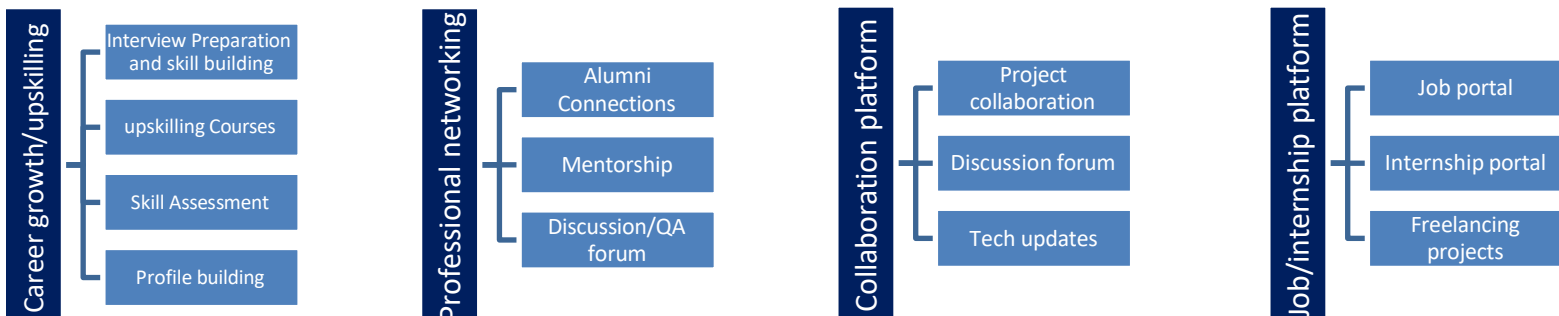 Career growth/upskilling
Interview Preparation
and skill building
upskilling Courses
Skill Assessment
Profile building
Professional networking
Alumni
Connections
Mentorship
Discussion/QA
forum
Collaboration platform
Project
collaboration
Discussion forum
Tech updates
Job/internship platform
Job portal
Internship portal
Freelancing
projects